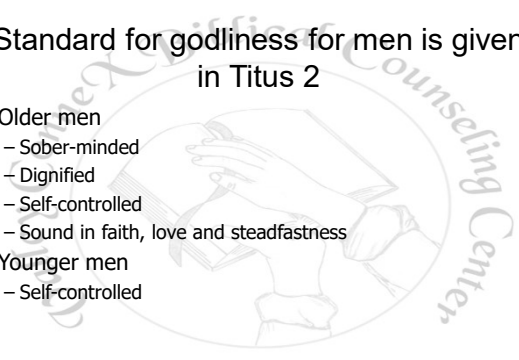 Standard for godliness for men is given
in Titus 2
Older men
– Sober-minded
– Dignified
– Self-controlled
– Sound in faith, love and steadfastness
Younger men
– Self-controlled
Biblical Counseling Center